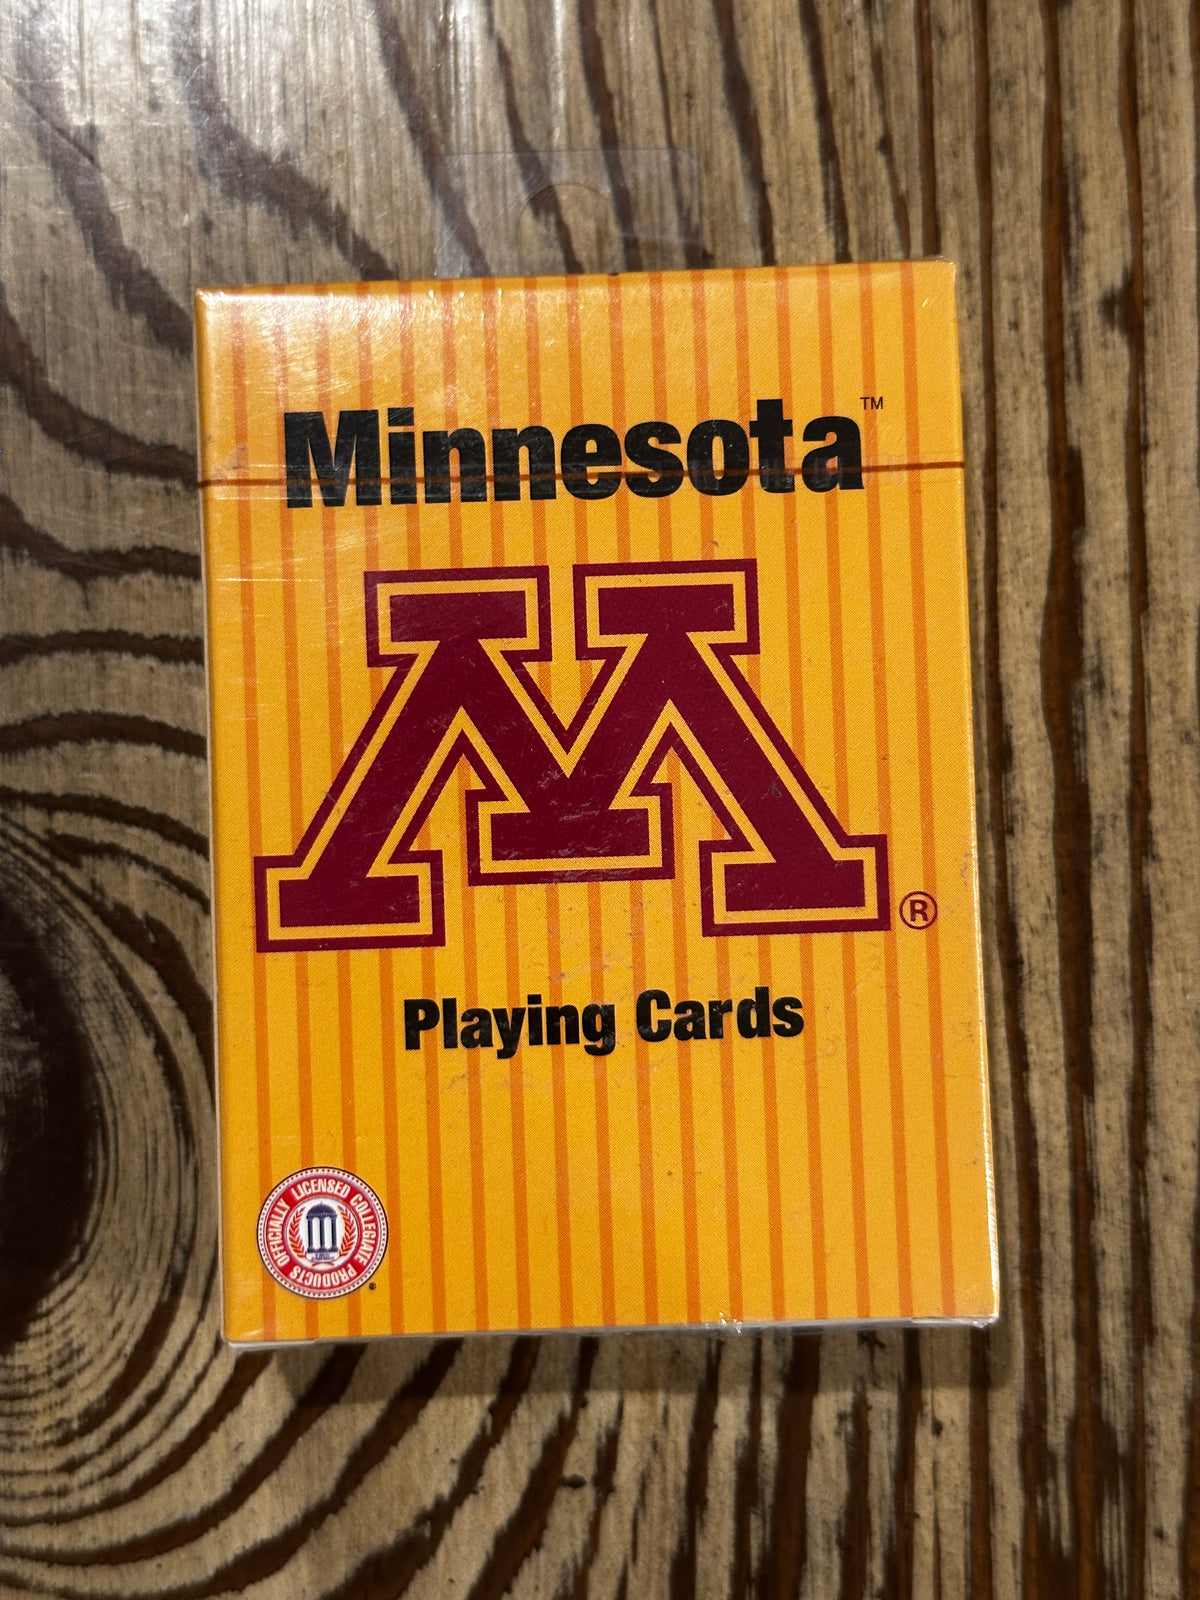 Minnesota™
M®
Playing Cards
OFFICIALLY LICENSED COLLEGIATE PRODUCTS